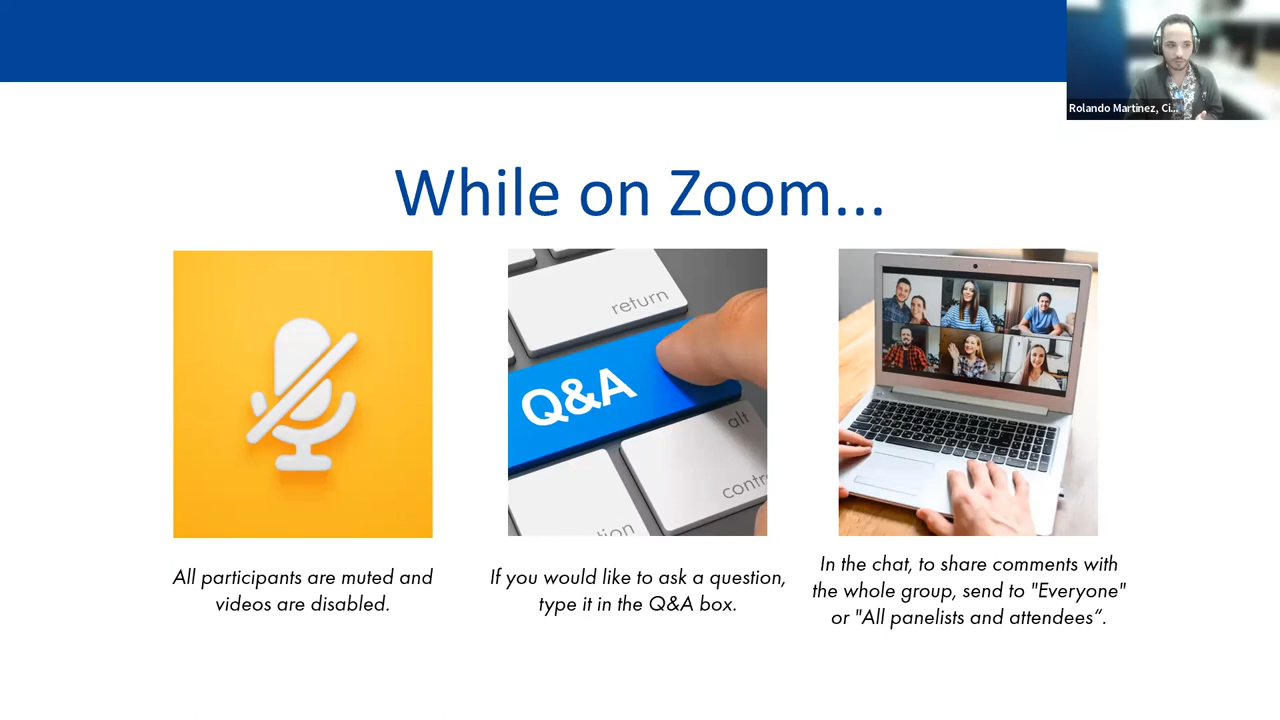 Rolando Martinez, Ci...
While on Zoom...
return
Q&A
alt
contr
tion
All participants are muted and
videos are disabled.
If you would like to ask a question,
type it in the Q&A box.
In the chat, to share comments with
the whole group, send to "Everyone"
or "All panelists and attendees“.